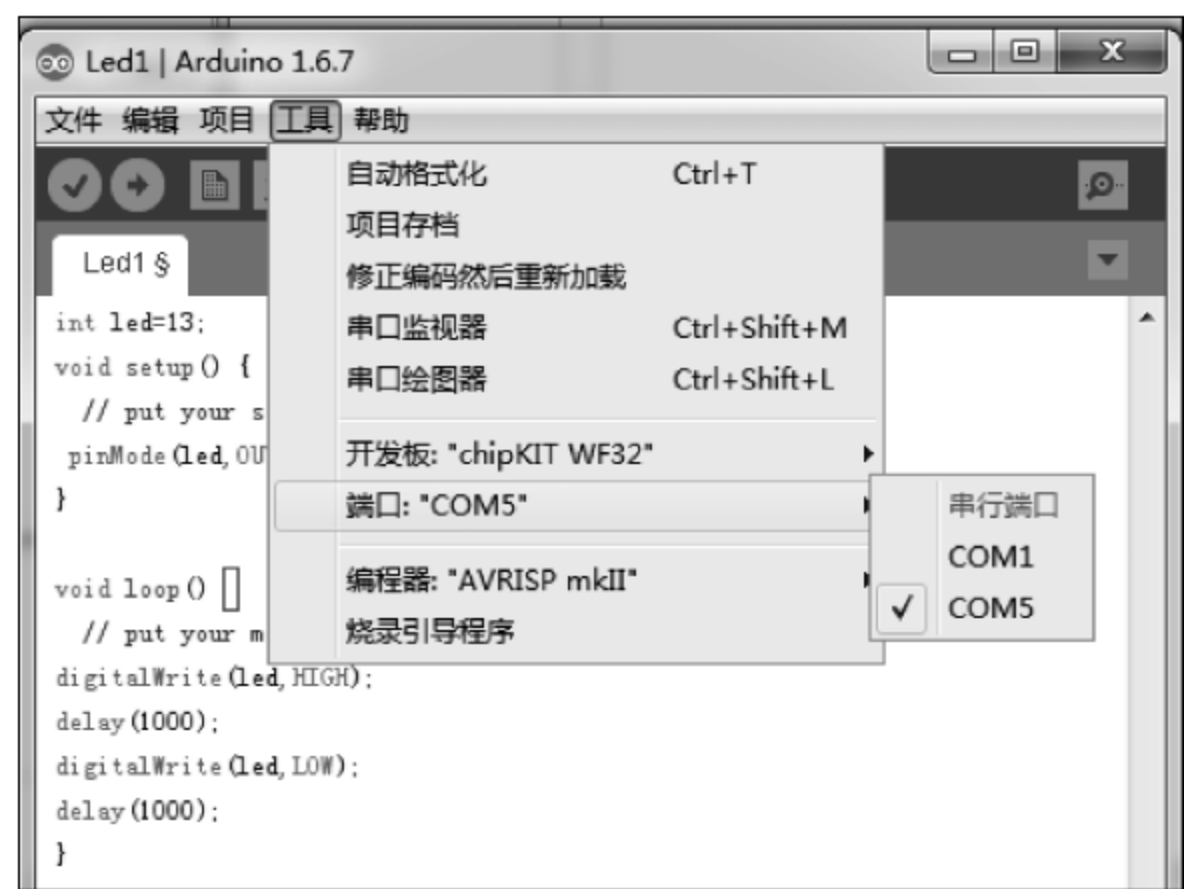 Led1 | Arduino 1.6.7
文件 编辑 项目 工具 帮助
自动格式化 Ctrl+T
项目存档
修正编码然后重新加载
串口监视器 Ctrl+Shift+M
串口绘图器 Ctrl+Shift+L
开发板: "chipKIT WF32"
端口: "COM5"
编程器: "AVRISP mkII"
烧录引导程序
串行端口
COM1
COM5
Led1 §
int led=13;
void setup() {
// put your s
pinMode(led,OU
}
void loop()
// put your m
digitalWrite(led,HIGH);
delay(1000);
digitalWrite(led,LOW);
delay(1000);
}